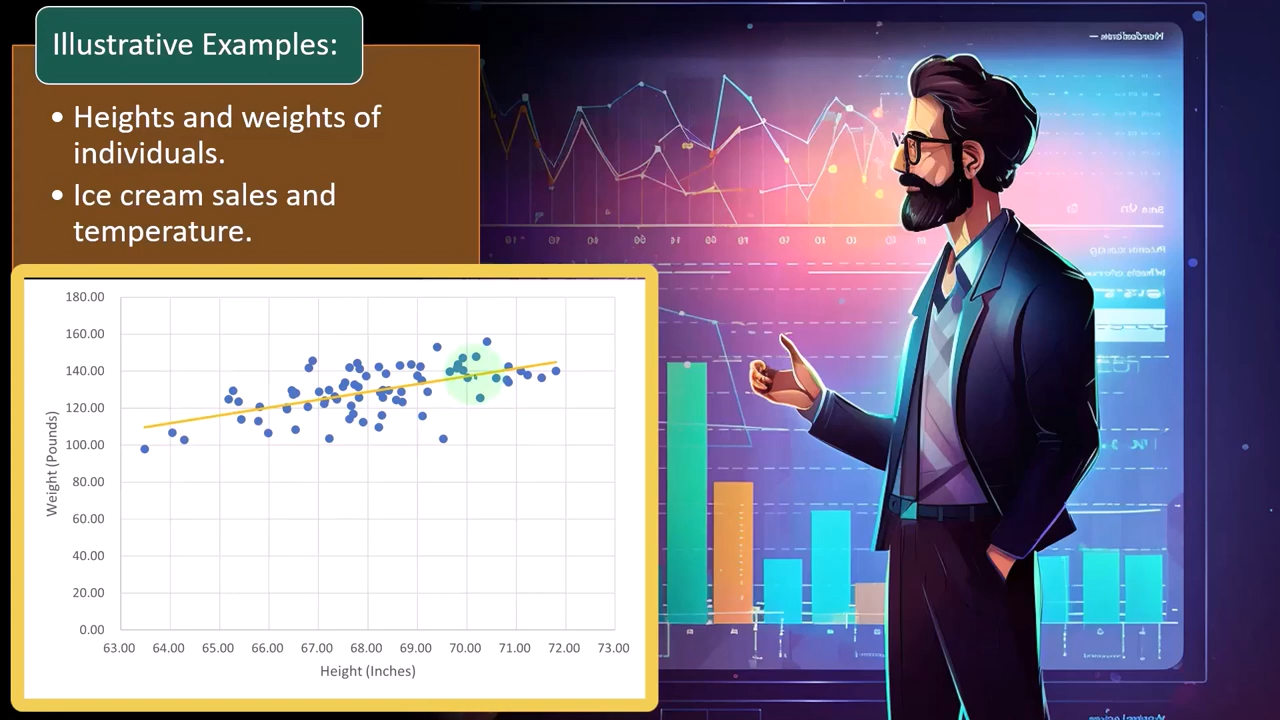 Illustrative Examples:
• Heights and weights of
individuals.
• Ice cream sales and
temperature.
180.00
160.00
140.00
120.00
100.00
80.00
60.00
40.00
20.00
0.00
Weight (Pounds)
63.00 64.00 65.00 66.00 67.00 68.00 69.00 70.00 71.00 72.00 73.00
Height (Inches)